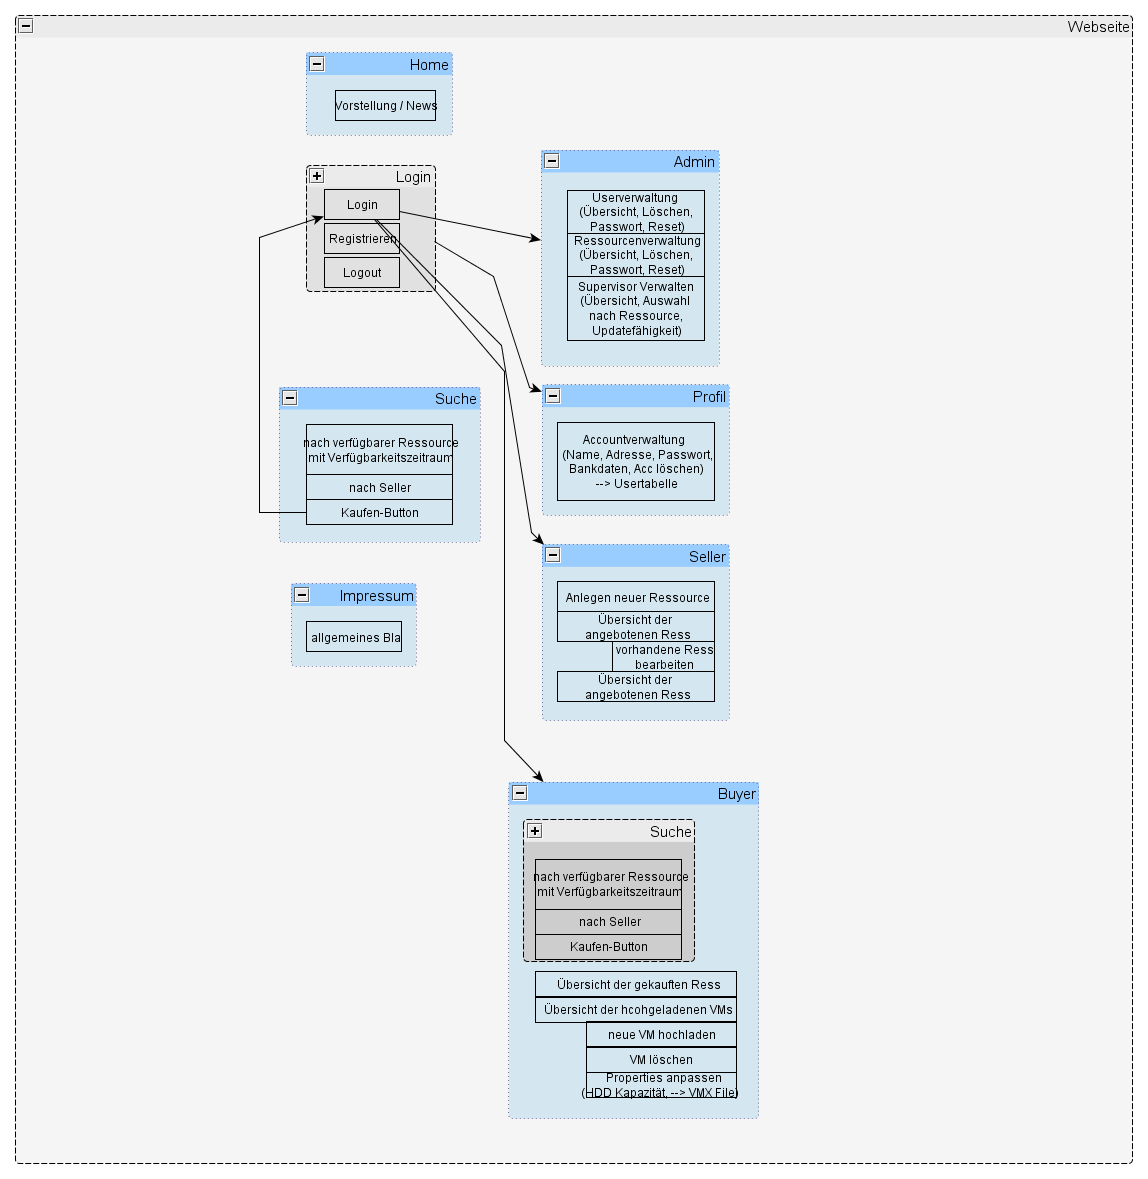 Webseite
Home
Vorstellung / News
Login
Login
Registrieren
Logout
Admin
Userverwaltung
(Übersicht, Löschen,
Passwort, Reset)
Ressourcenverwaltung
(Übersicht, Löschen,
Passwort, Reset)
Supervisor Verwalten
(Übersicht, Auswahl
nach Ressource,
Updatefähigkeit)
Suche
nach verfügbarer Ressource
mit Verfügbarkeitszeitraum
nach Seller
Kaufen-Button
Profil
Accountverwaltung
(Name, Adresse, Passwort,
Bankdaten, Acc löschen)
--> Usertabelle
Impressum
allgemeines Bla
Seller
Anlegen neuer Ressource
Übersicht der
angebotenen Ress
vorhandene Ress
bearbeiten
Übersicht der
angebotenen Ress
Buyer
Suche
nach verfügbarer Ressource
mit Verfügbarkeitszeitraum
nach Seller
Kaufen-Button
Übersicht der gekauften Ress
Übersicht der hcohgeladenen VMs
neue VM hochladen
VM löschen
Properties anpassen
(HDD Kapazität, --> VMX File)